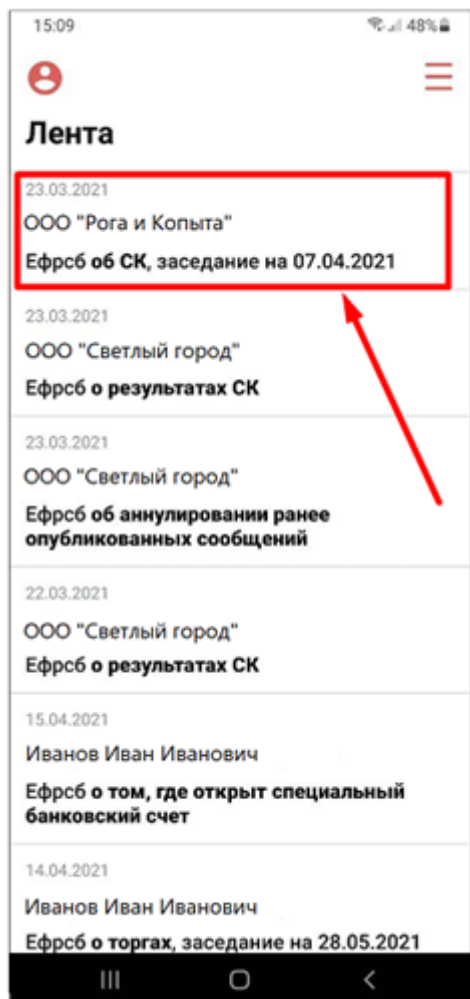 15:09 48%
Лента
23.03.2021
ООО "Рога и Копыта"
Ефрсб об СК, заседание на 07.04.2021
23.03.2021
ООО "Светлый город"
Ефрсб о результатах СК
23.03.2021
ООО "Светлый город"
Ефрсб об аннулировании ранее
опубликованных сообщений
22.03.2021
ООО "Светлый город"
Ефрсб о результатах СК
15.04.2021
Иванов Иван Иванович
Ефрсб о том, где открыт специальный
банковский счет
14.04.2021
Иванов Иван Иванович
Ефрсб о торгах, заседание на 28.05.2021